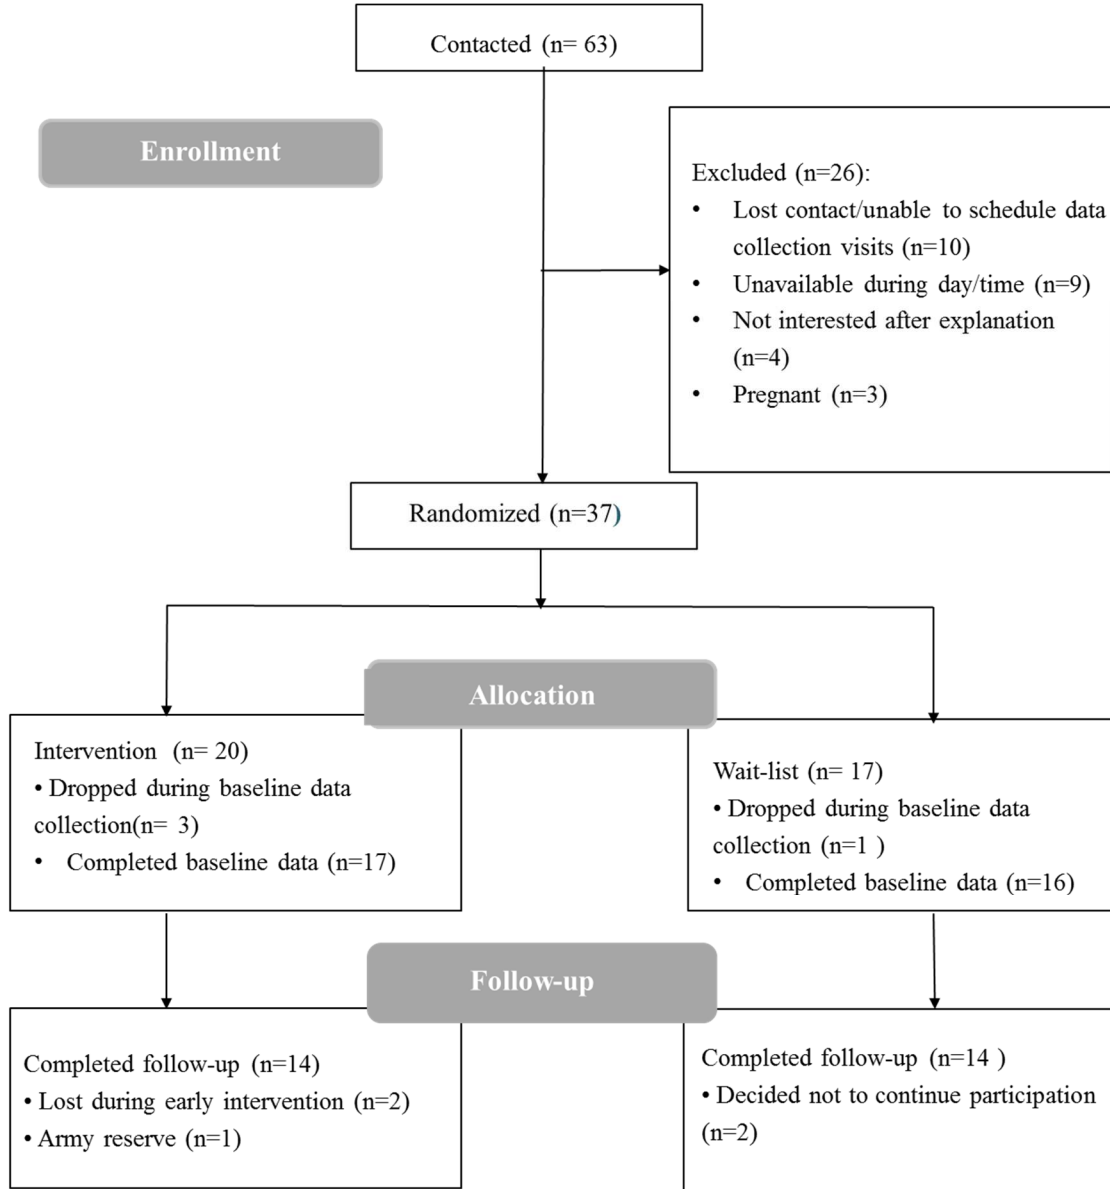 Contacted (n= 63)
Enrollment
Excluded (n=26):
• Lost contact/unable to schedule data
collection visits (n=10)
• Unavailable during day/time (n=9)
• Not interested after explanation
(n=4)
• Pregnant (n=3)
Randomized (n=37)
Allocation
Intervention (n= 20)
• Dropped during baseline data
collection(n= 3)
• Completed baseline data (n=17)
Wait-list (n= 17)
• Dropped during baseline data
collection (n=1 )
• Completed baseline data (n=16)
Follow-up
Completed follow-up (n=14)
• Lost during early intervention (n=2)
• Army reserve (n=1)
Completed follow-up (n=14 )
• Decided not to continue participation
(n=2)